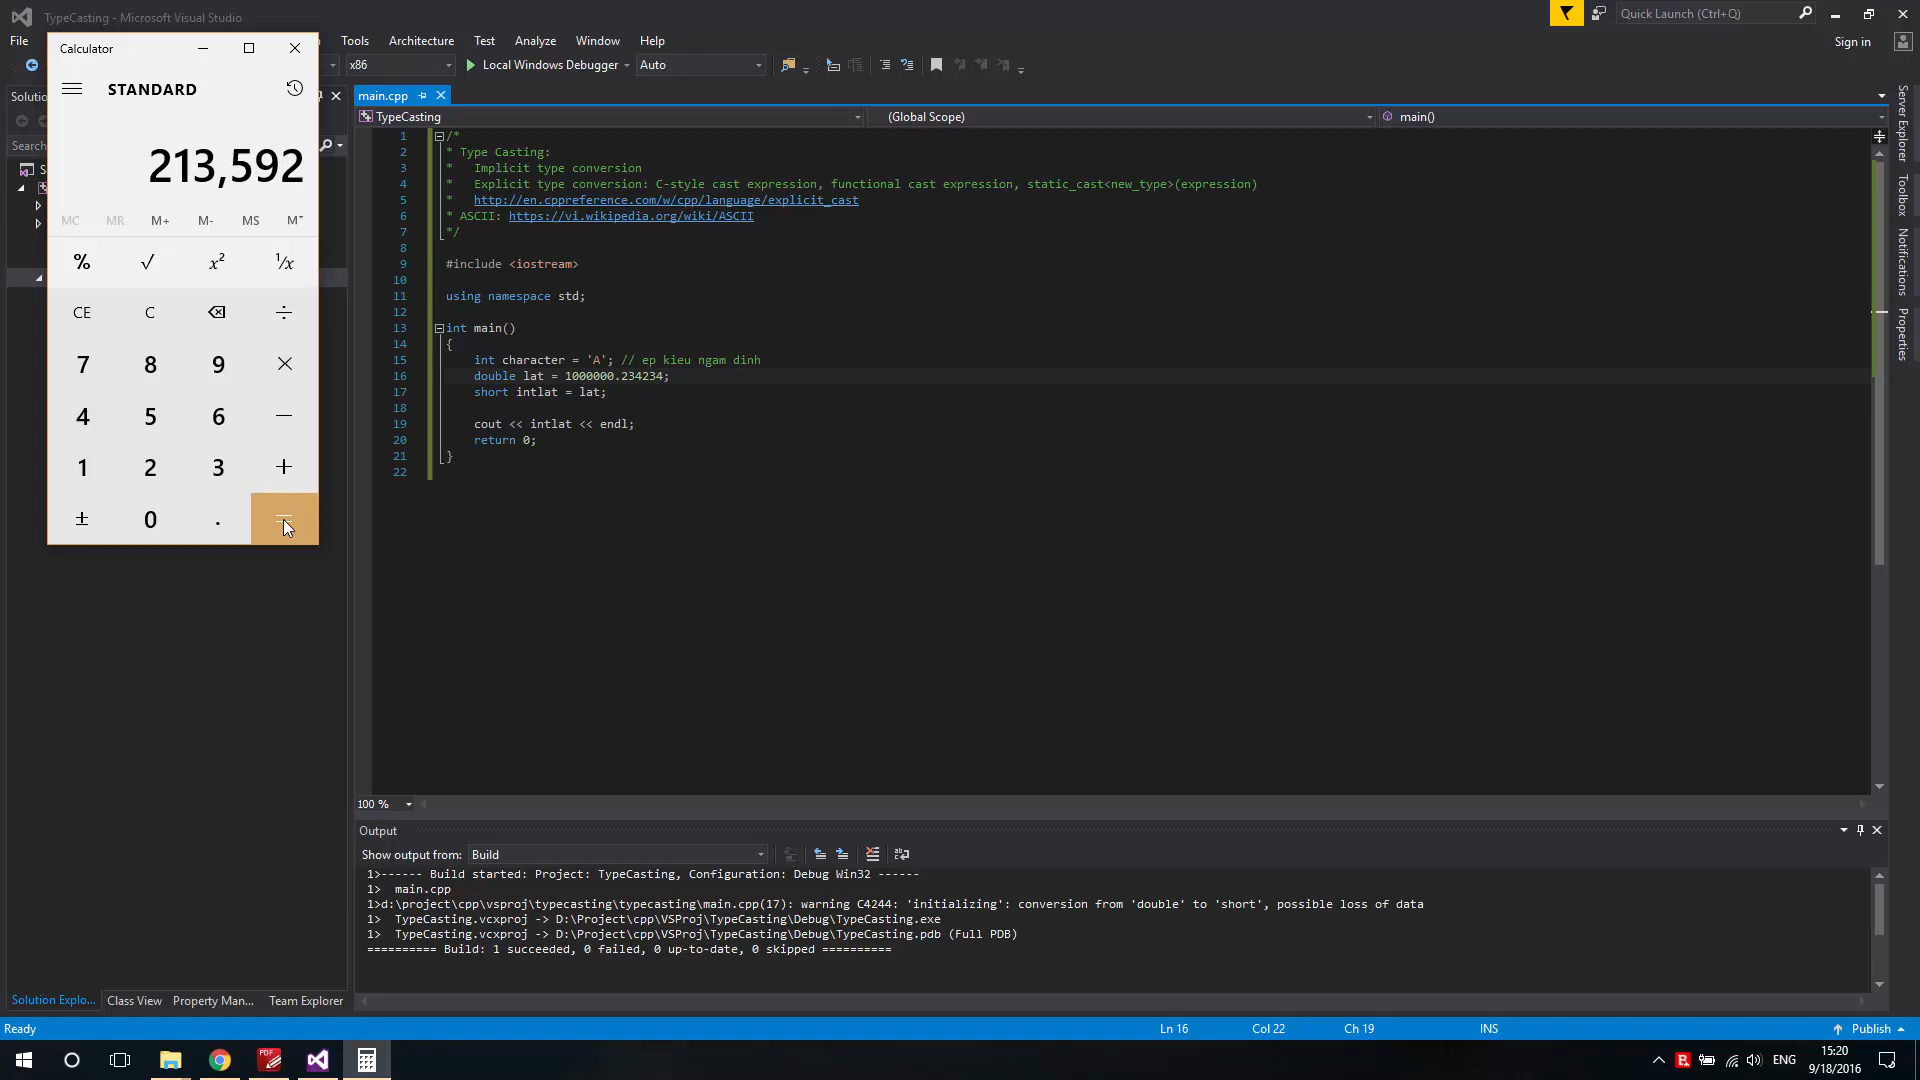 TypeCasting - Microsoft Visual Studio
Quick Launch (Ctrl+Q)
File
Tools
Architecture
Test
Analyze
Window
Help
Sign in
x86
Local Windows Debugger
Auto
Calculator
STANDARD
213,592
MC
MR
M+
M-
MS
M
%
√
x²
¹/x
CE
C
÷
7
8
9
×
4
5
6
−
1
2
3
+
±
0
.
=
Solutio
Search
S
main.cpp
TypeCasting
(Global Scope)
main()
1 /*
2 * Type Casting:
3 *   Implicit type conversion
4 *   Explicit type conversion: C-style cast expression, functional cast expression, static_cast<new_type>(expression)
5 *   http://en.cppreference.com/w/cpp/language/explicit_cast
6 * ASCII: https://vi.wikipedia.org/wiki/ASCII
7 */
8
9 #include <iostream>
10
11 using namespace std;
12
13 int main()
14 {
15     int character = 'A'; // ep kieu ngam dinh
16     double lat = 1000000.234234;
17     short intlat = lat;
18
19     cout << intlat << endl;
20     return 0;
21 }
22
Server Explorer
Toolbox
Notifications
Properties
100 %
Output
Show output from:
Build
1>------ Build started: Project: TypeCasting, Configuration: Debug Win32 ------
1>  main.cpp
1>d:\project\cpp\vsproj\typecasting\typecasting\main.cpp(17): warning C4244: 'initializing': conversion from 'double' to 'short', possible loss of data
1>  TypeCasting.vcxproj -> D:\Project\cpp\VSProj\TypeCasting\Debug\TypeCasting.exe
1>  TypeCasting.vcxproj -> D:\Project\cpp\VSProj\TypeCasting\Debug\TypeCasting.pdb (Full PDB)
========== Build: 1 succeeded, 0 failed, 0 up-to-date, 0 skipped ==========
Solution Explo...
Class View
Property Man...
Team Explorer
Ready
Ln 16
Col 22
Ch 19
INS
Publish
PDF
ENG
15:20
9/18/2016